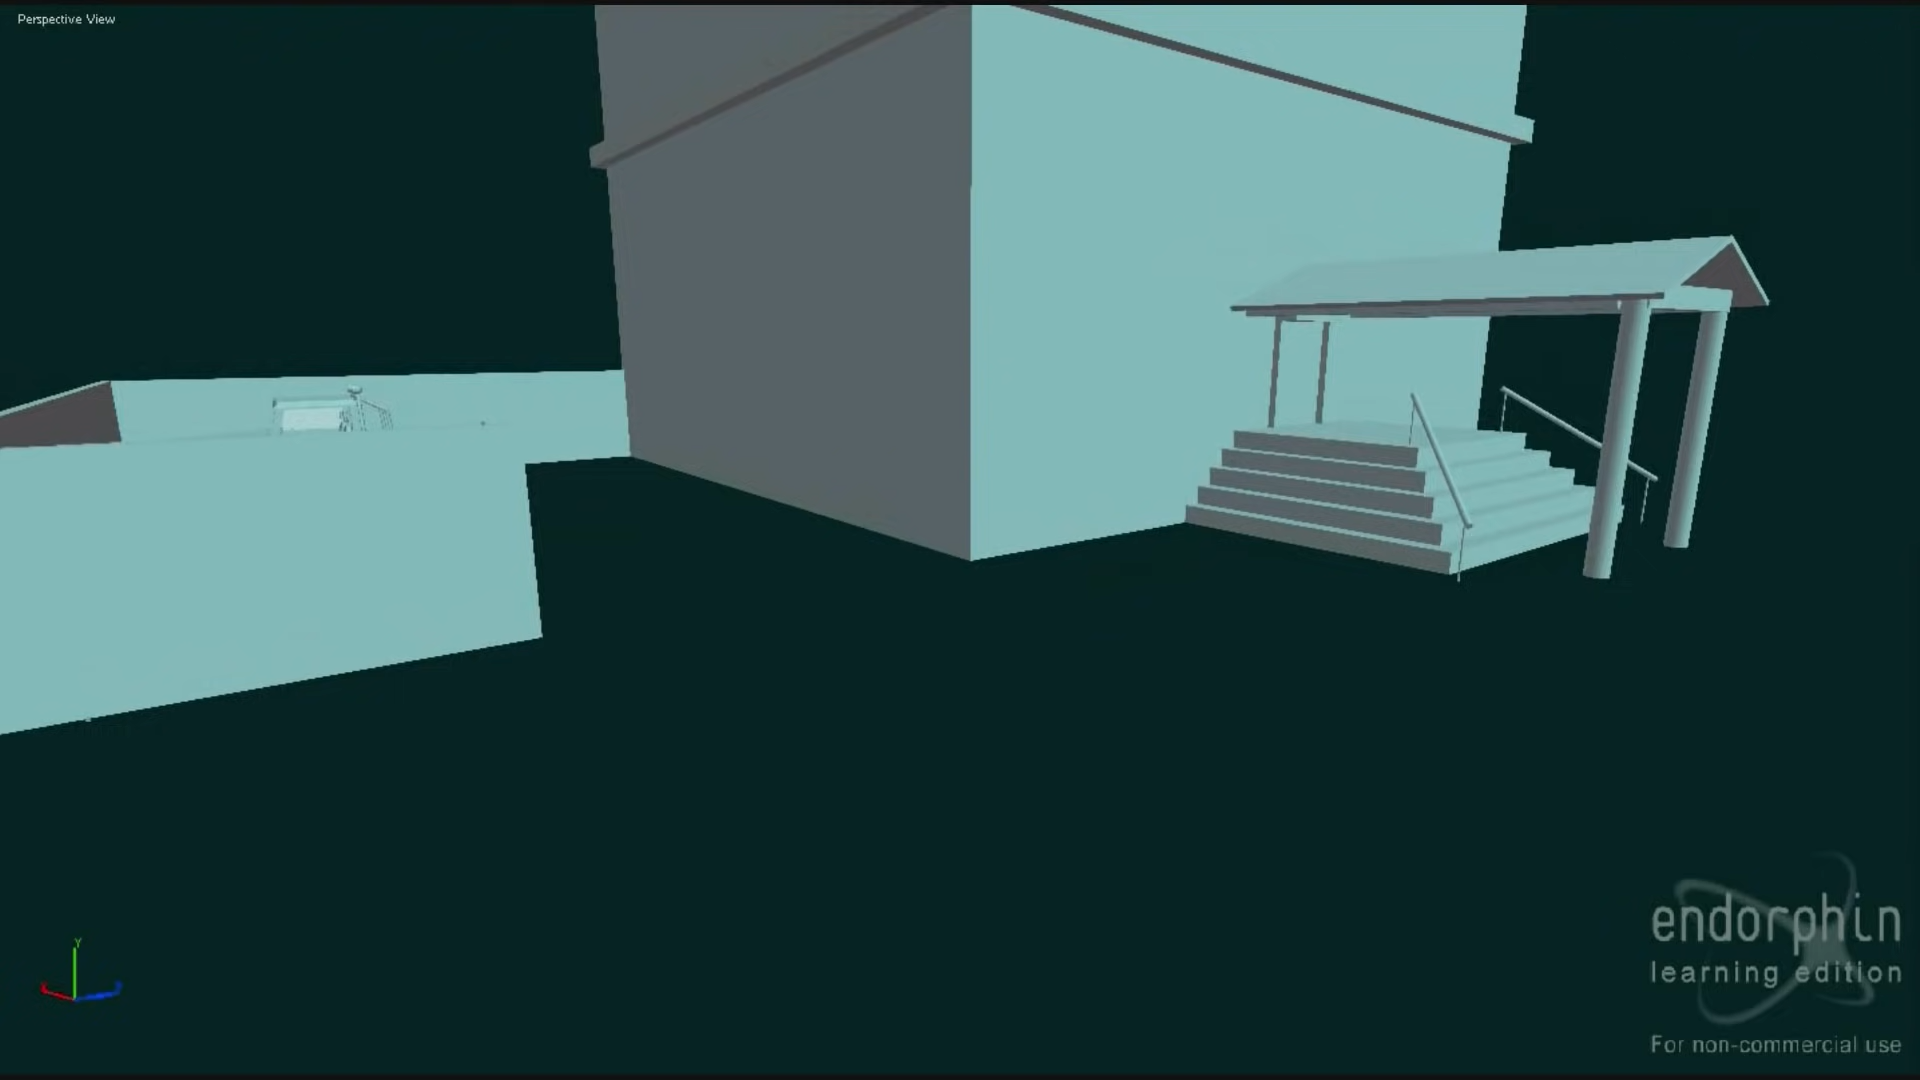 Perspective View
Y
endorphin
learning edition
For non-commercial use